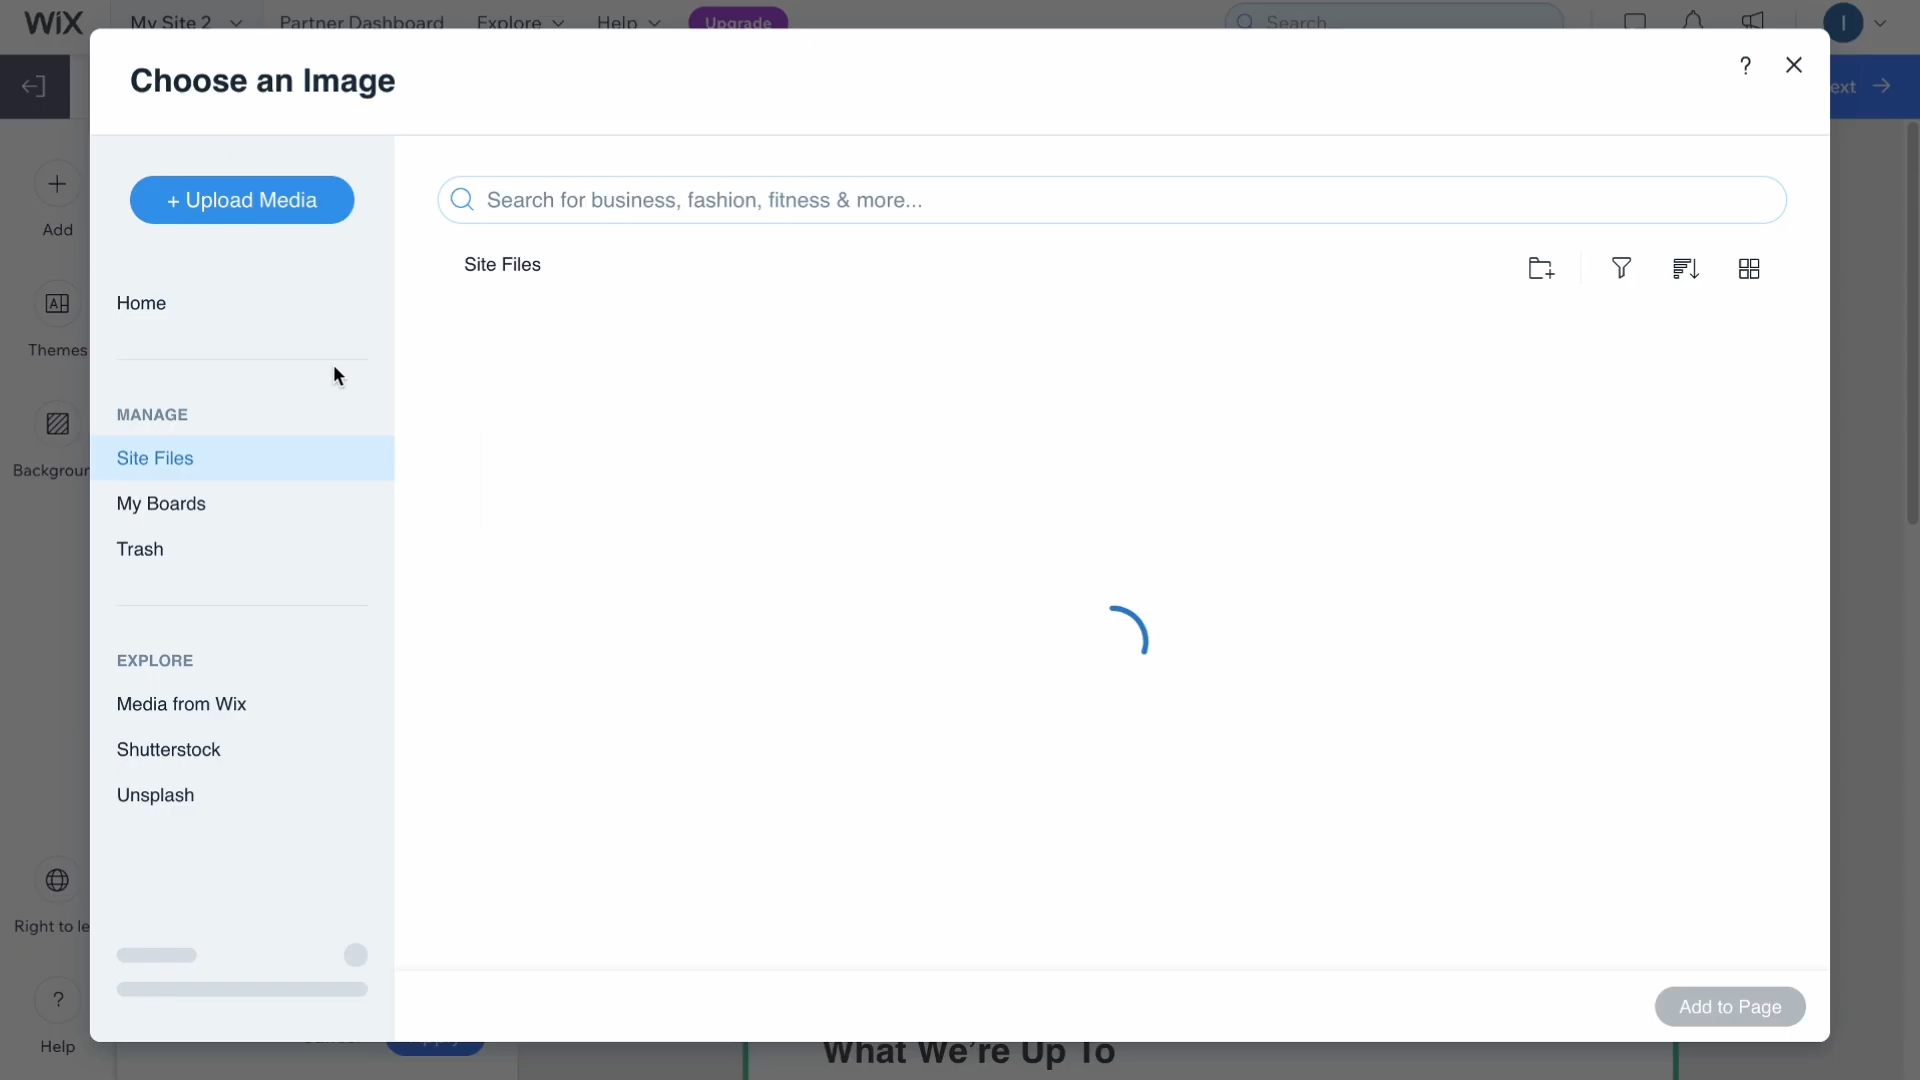 WiX My Site 2 Partner Dashboard Explore Help Upgrade Search...
Choose an Image
?
ext
+ Upload Media
Search for business, fashion, fitness & more...
Add
Site Files
Home
Themes
MANAGE
Site Files
Backgrour
My Boards
Trash
EXPLORE
Media from Wix
Shutterstock
Unsplash
Right to le
?
Add to Page
Help
What We're Up To